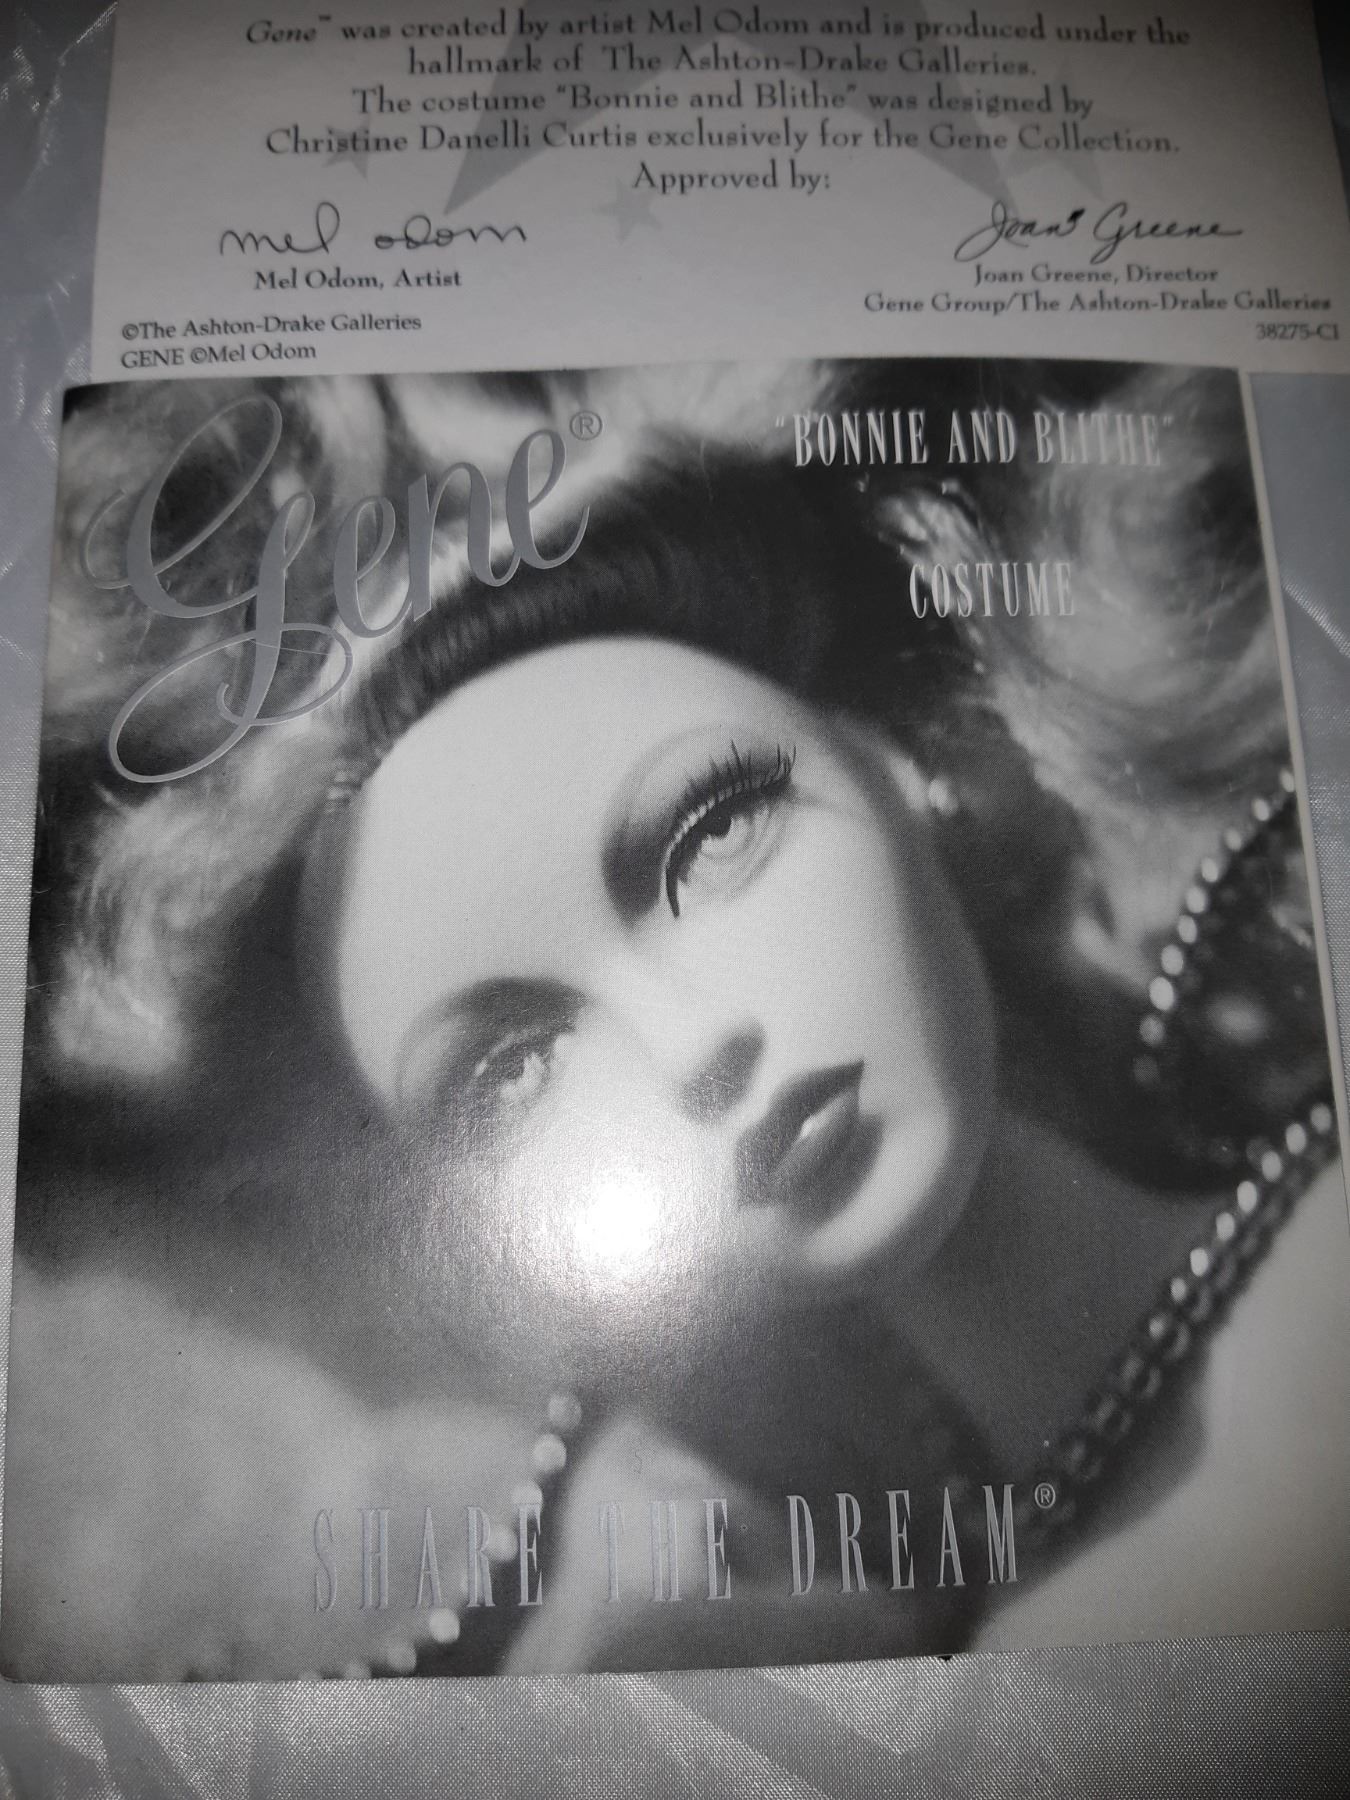 Gene™ was created by artist Mel Odom and is produced under the
hallmark of The Ashton-Drake Galleries.
The costume "Bonnie and Blithe" was designed by
Christine Danelli Curtis exclusively for the Gene Collection.
Approved by:
mel odom
Joan Greene
Mel Odom, Artist
Joan Greene, Director
Gene Group/The Ashton-Drake Galleries
©The Ashton-Drake Galleries
38275-CI
GENE ©Mel Odom
Gene®
"BONNIE AND BLITHE"
COSTUME
SHARE THE DREAM®